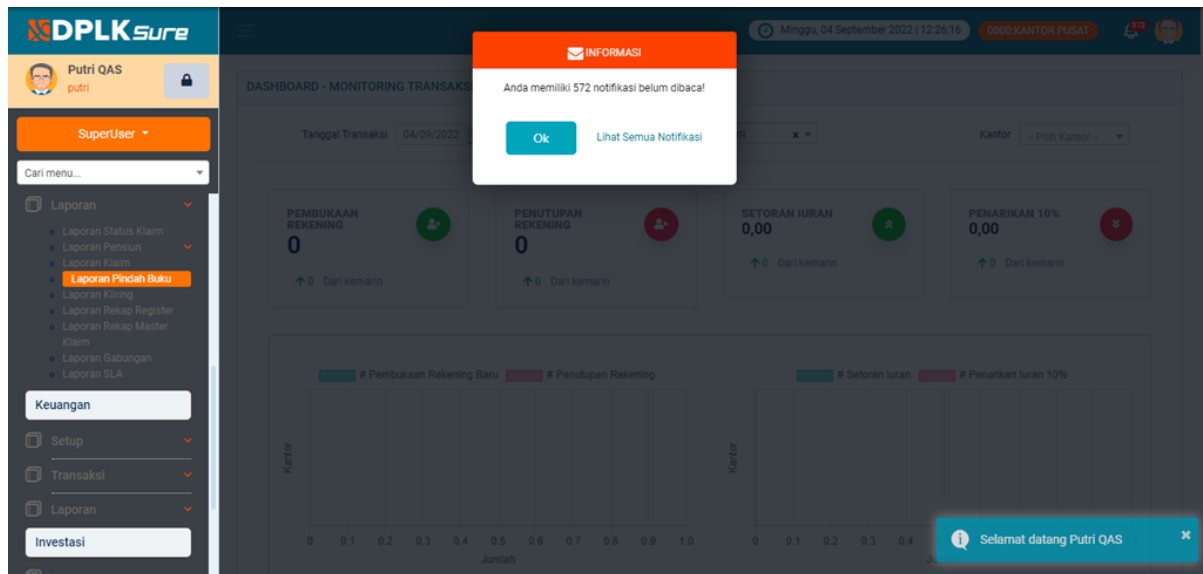 DPLKSure
Putri QAS
putri
SuperUser
Cari menu...
Laporan
Laporan Status Klaim
Laporan Pensiun
Laporan Klaim
Laporan Pindah Buku
Laporan Kliring
Laporan Rekap Register
Laporan Rekap Master
Klaim
Laporan Gabungan
Laporan SLA
Keuangan
Setup
Transaksi
Laporan
Investasi
Minggu, 04 September 2022 | 12:26:16
0000:KANTOR PUSAT
572
INFORMASI
Anda memiliki 572 notifikasi belum dibaca!
Ok
Lihat Semua Notifikasi
DASHBOARD - MONITORING TRANSAKSI
Tanggal Transaksi 04/09/2022
Kantor -- Pilih Kantor --
PEMBUKAAN
REKENING
0
0 Dari kemarin
PENUTUPAN
REKENING
0
0 Dari kemarin
SETORAN IURAN
0,00
0 Dari kemarin
PENARIKAN 10%
0,00
0 Dari kemarin
# Pembukaan Rekening Baru # Penutupan Rekening
Kantor
0 0.1 0.2 0.3 0.4 0.5 0.6 0.7 0.8 0.9 1.0
Jumlah
# Setoran Iuran # Penarikan Iuran 10%
Kantor
0 0.1 0.2 0.3 0.4
Selamat datang Putri QAS